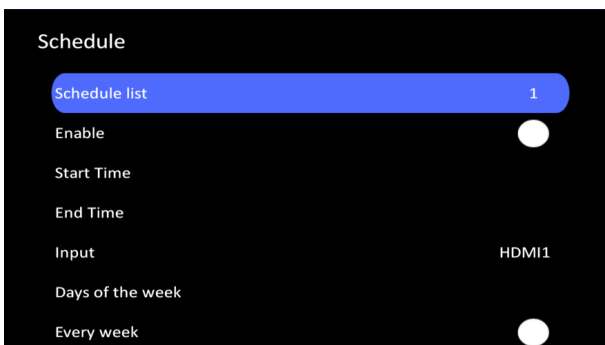 Schedule
Schedule list 1
Enable
Start Time
End Time
Input HDMI1
Days of the week
Every week